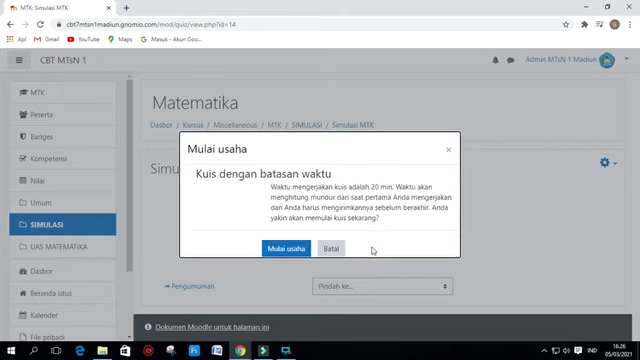 MTK: Simulasi MTK
cbt7mtsn1madiun.gnomio.com/mod/quiz/view.php?id=14
Apl
Gmail
YouTube
Maps
Masuk - Akun Goo...
CBT MTsN 1
Admin MTsN 1 Madiun
MTK
Peserta
Badges
Kompetensi
Nilai
Umum
SIMULASI
UAS MATEMATIKA
Dasbor
Beranda situs
Kalender
File pribadi
Matematika
Dasbor / Kursus / Miscellaneous / MTK / SIMULASI / Simulasi MTK
Mulai usaha
×
Kuis dengan batasan waktu
Waktu mengerjakan kuis adalah 20 min. Waktu akan
menghitung mundur dari saat pertama Anda mengerjakan
dan Anda harus mengirimkannya sebelum berakhir. Anda
yakin akan memulai kuis sekarang?
Mulai usaha
Batal
Pengumuman
Pindah ke...
Dokumen Moodle untuk halaman ini
IND
16.26
05/03/2021